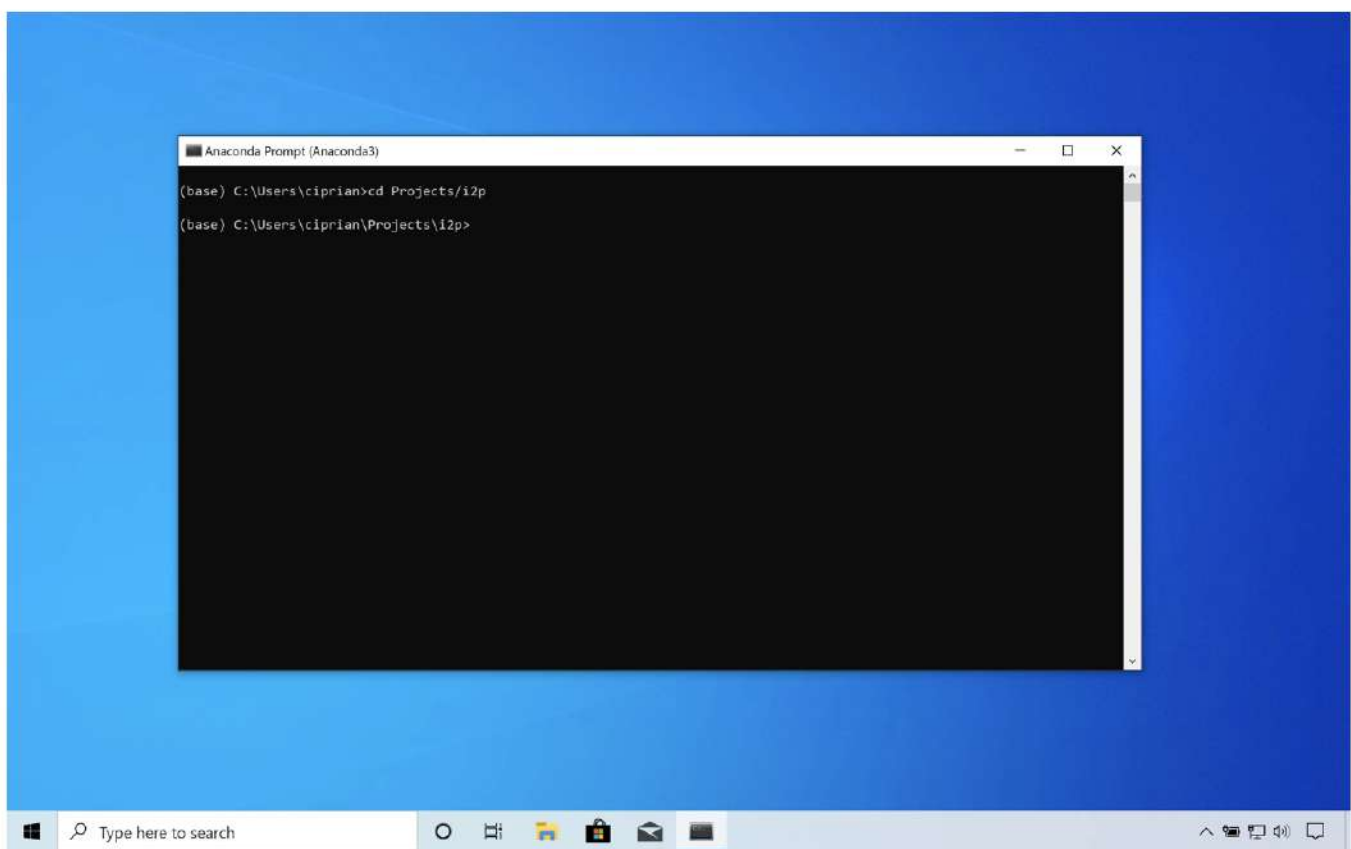 Anaconda Prompt (Anaconda3)
(base) C:\Users\ciprian>cd Projects/i2p
(base) C:\Users\ciprian\Projects\i2p>
Type here to search